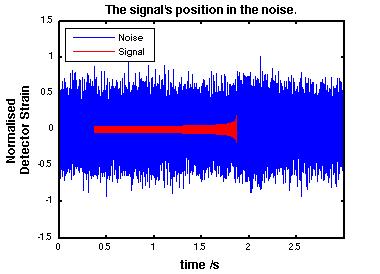 The signal's position in the noise.
1.5
Noise
Signal
1
0.5
0
-0.5
-1
-1.5
Normalised
Detector Strain
0 0.5 1 1.5 2 2.5
time /s